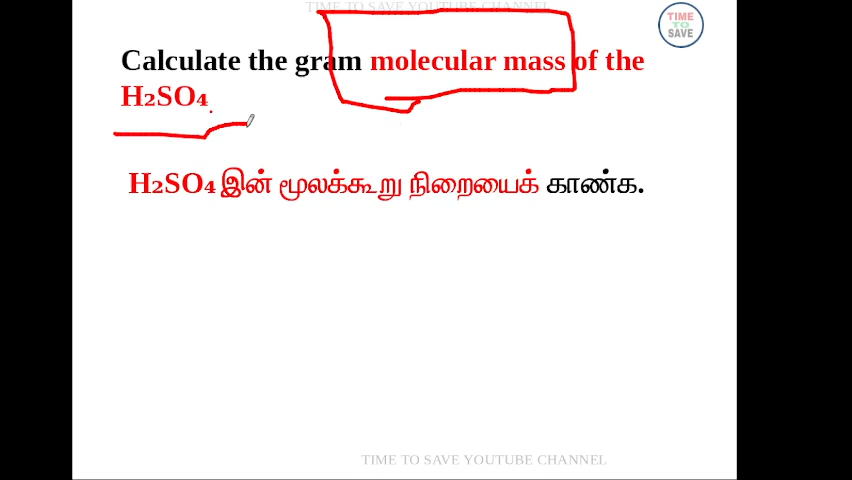 TIME TO SAVE YOUTUBE CHANNEL
TIME
TO
SAVE
Calculate the gram molecular mass of the
H₂SO₄.
H₂SO₄ இன் மூலக்கூறு நிறையைக் காண்க.
TIME TO SAVE YOUTUBE CHANNEL